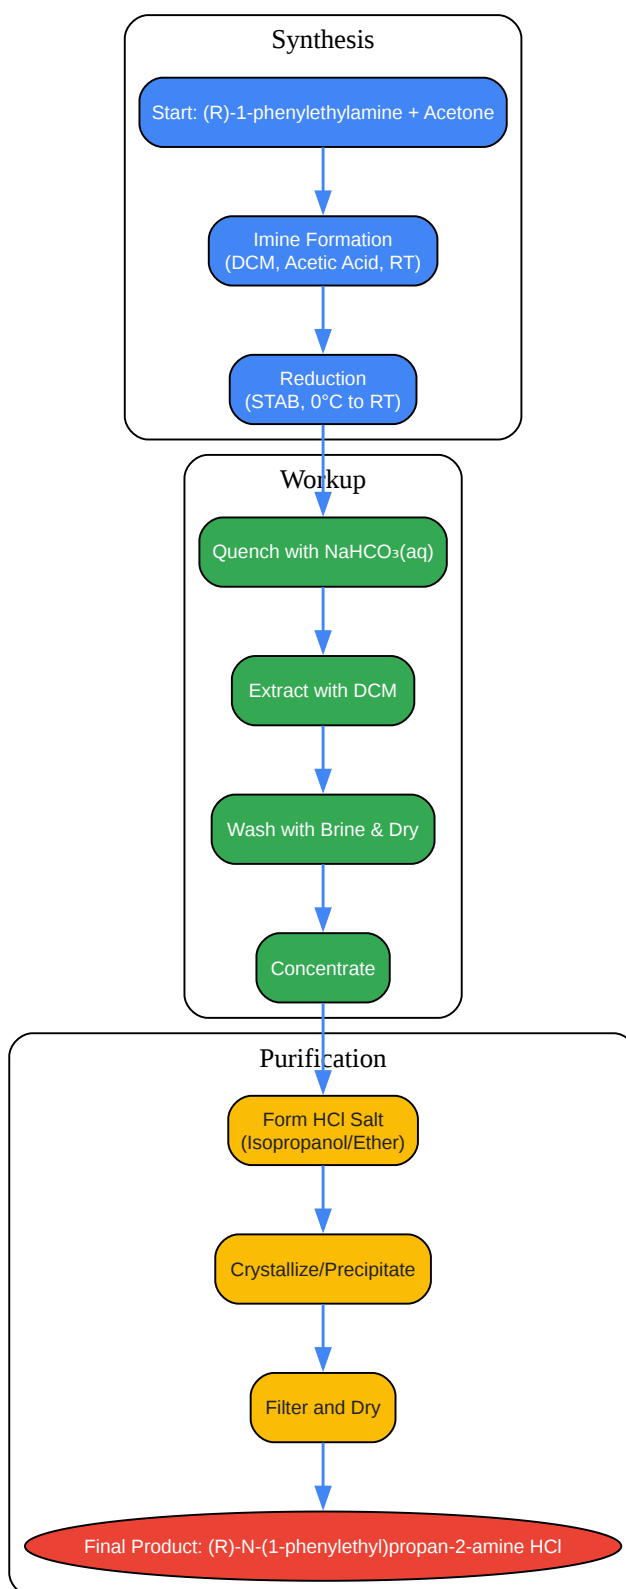 Synthesis
Start: (R)-1-phenylethylamine + Acetone
Imine Formation
(DCM, Acetic Acid, RT)
Reduction
(STAB, 0°C to RT)
Workup
Quench with NaHCO₃(aq)
Extract with DCM
Wash with Brine & Dry
Concentrate
Purification
Form HCl Salt
(Isopropanol/Ether)
Crystallize/Precipitate
Filter and Dry
Final Product: (R)-N-(1-phenylethyl)propan-2-amine HCl